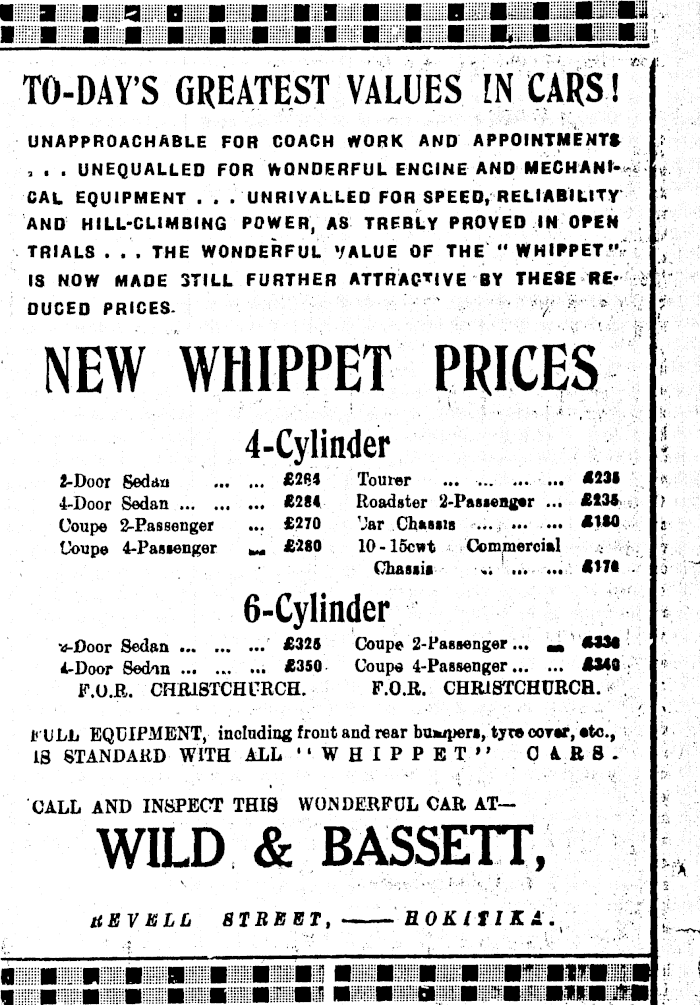 TO-DAY'S GREATEST VALUES IN CARS!
UNAPPROACHABLE FOR COACH WORK AND APPOINTMENTS
. . . UNEQUALLED FOR WONDERFUL ENGINE AND MECHANI-
CAL EQUIPMENT . . . UNRIVALLED FOR SPEED, RELIABILITY
AND HILL-CLIMBING POWER, AS TREBLY PROVED IN OPEN
TRIALS . . . THE WONDERFUL VALUE OF THE "WHIPPET"
IS NOW MADE STILL FURTHER ATTRACTIVE BY THESE RE-
DUCED PRICES.
NEW WHIPPET PRICES
4-Cylinder
2-Door Sedan ... ... £264
4-Door Sedan ... ... ... £284
Coupe 2-Passenger ... £270
Coupe 4-Passenger ... £280
Tourer ... ... ... ... £235
Roadster 2-Passenger ... £235
Car Chassis ... ... ... £180
10-15cwt Commercial
Chassis ... ... ... £170
6-Cylinder
2-Door Sedan ... ... ... £325
4-Door Sedan ... ... ... £350
F.O.R. CHRISTCHURCH.
Coupe 2-Passenger ... ... £330
Coupe 4-Passenger ... ... £340
F.O.R. CHRISTCHURCH.
FULL EQUIPMENT, including front and rear bumpers, tyre cover, etc.,
IS STANDARD WITH ALL "WHIPPET" CARS.
CALL AND INSPECT THIS WONDERFUL CAR AT—
WILD & BASSETT,
REVELL STREET, —— HOKITIKA.